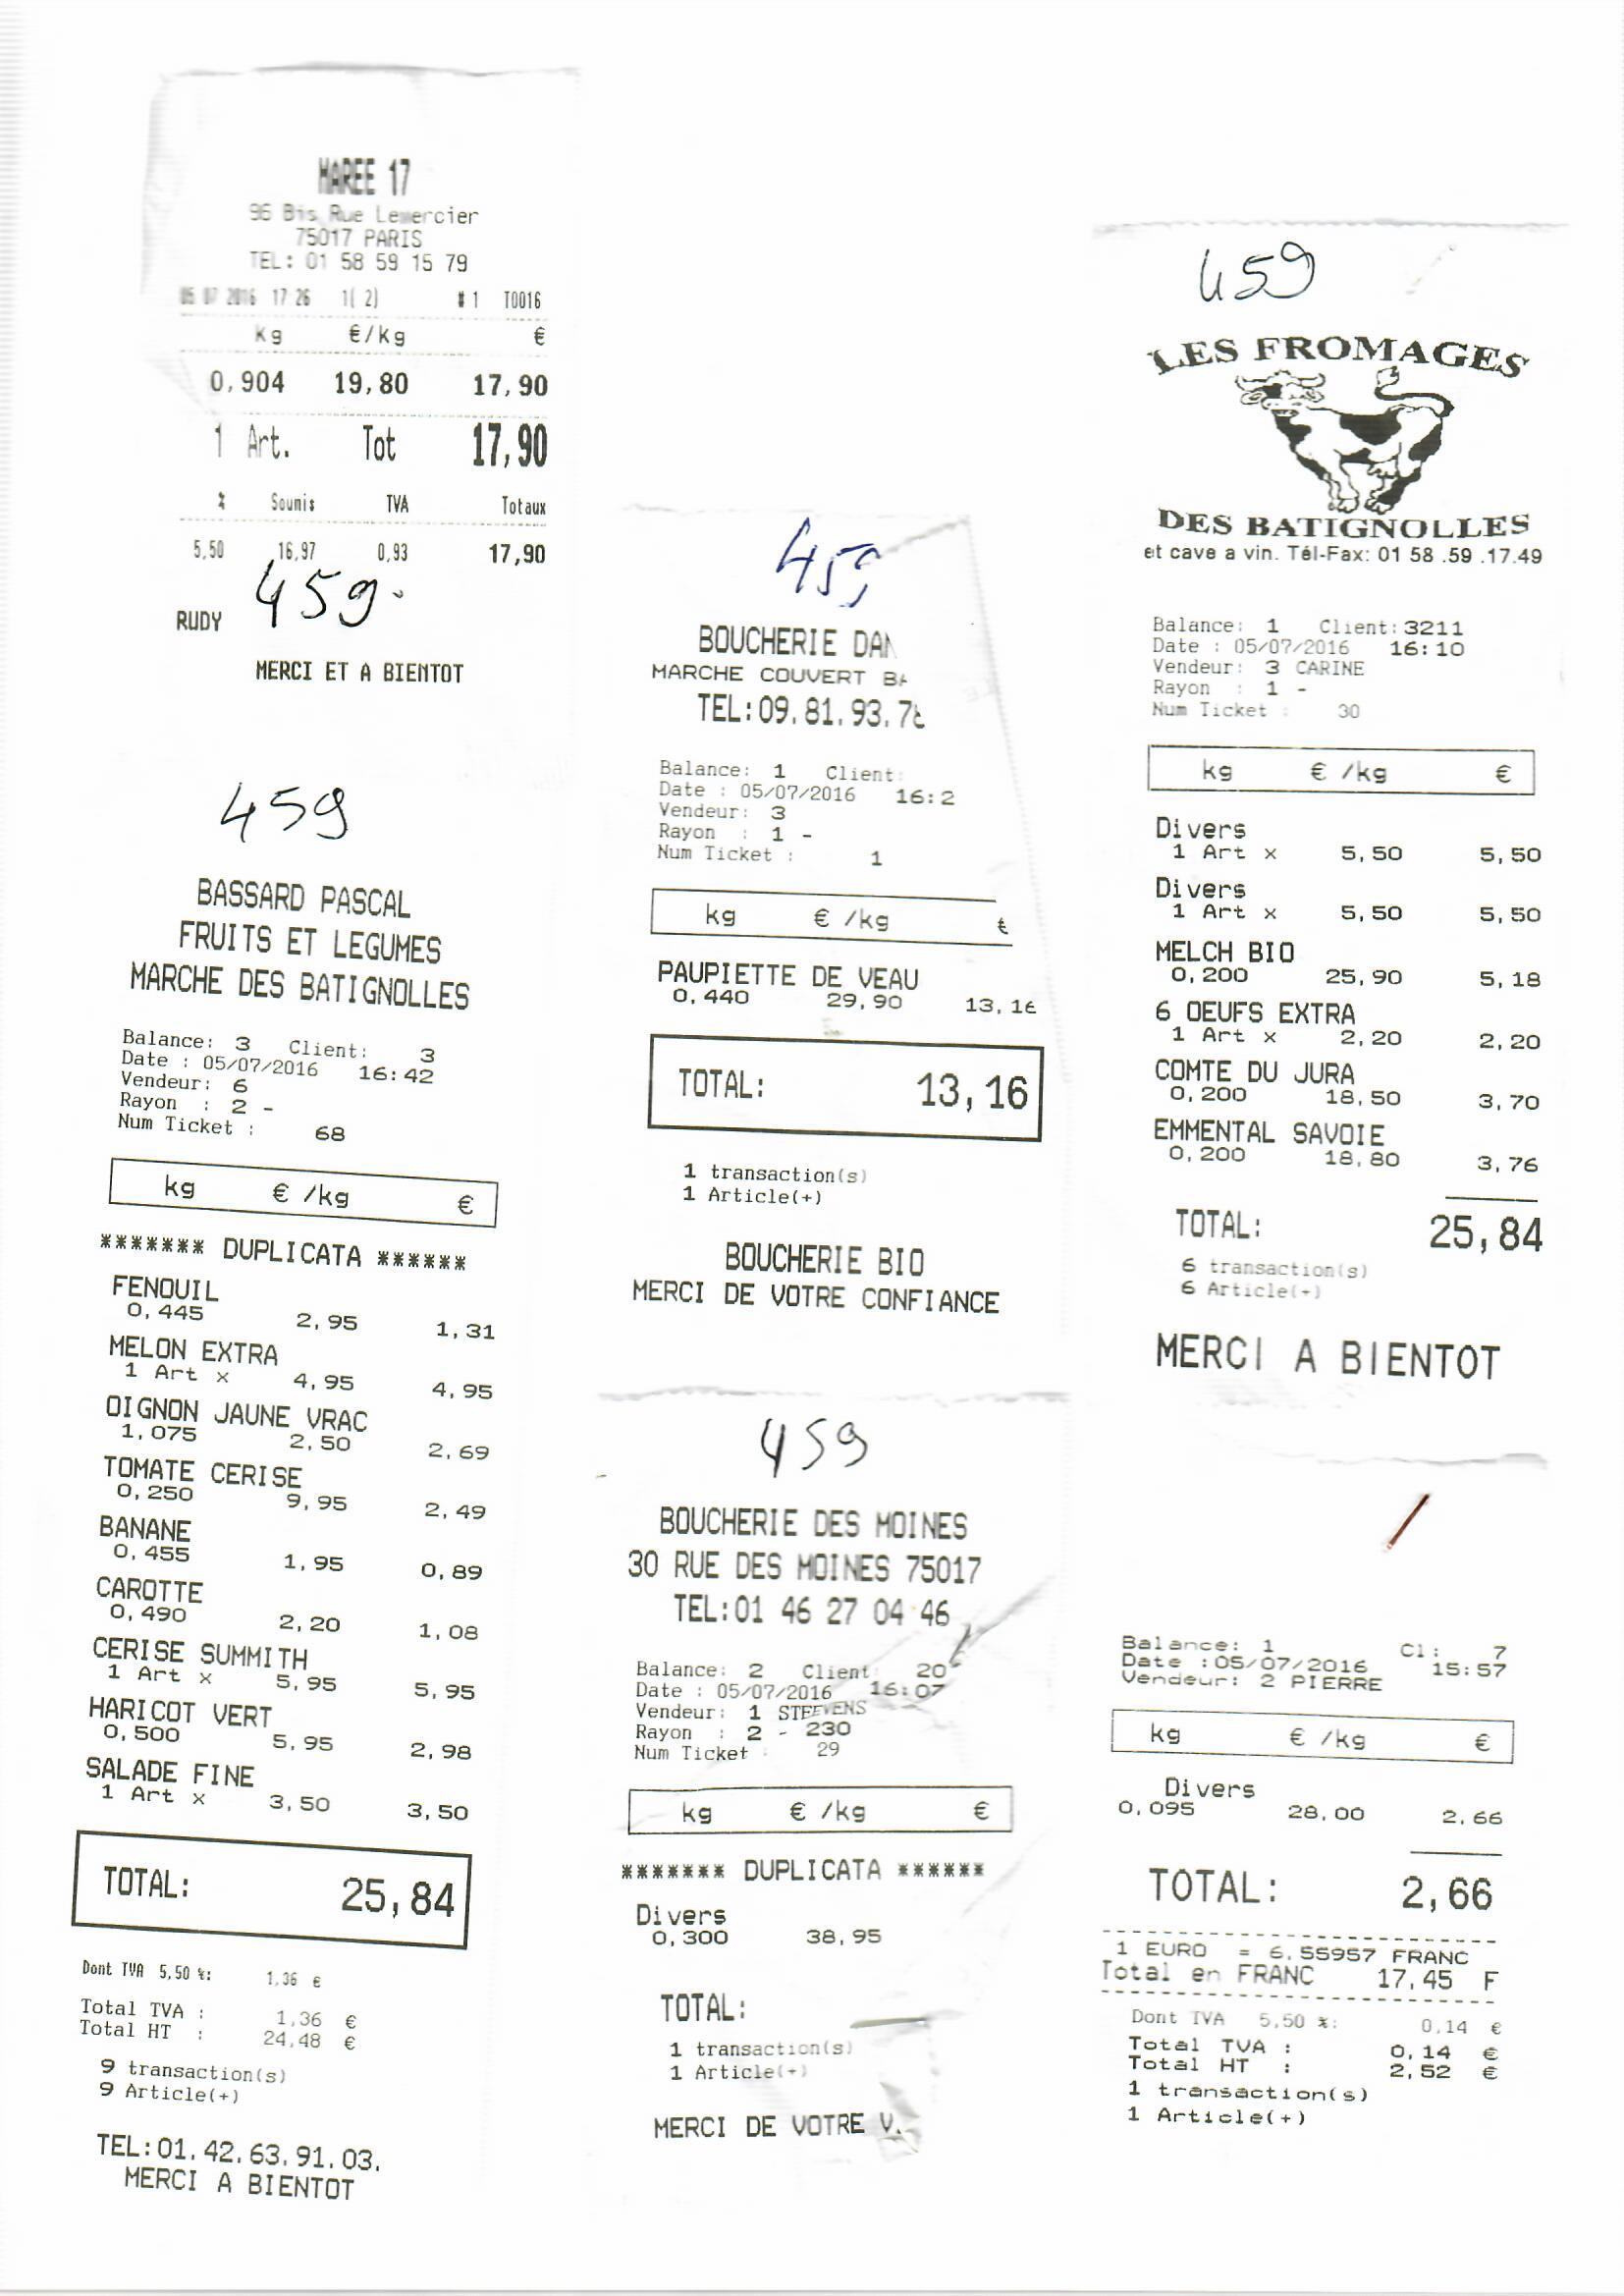 MAREE 17
96 Bis Rue Lemercier
75017 PARIS
TEL: 01 58 59 15 79
05 07 2016 17 26 1( 2) #1 T0016
kg €/kg €
0,904 19,80 17,90
1 Art. Tot 17,90
% Soumis TVA Totaux
5,50 16,97 0,93 17,90
459
RUDY
MERCI ET A BIENTOT
459
BASSARD PASCAL
FRUITS ET LEGUMES
MARCHE DES BATIGNOLLES
Balance: 3 Client: 3
Date : 05/07/2016 16:42
Vendeur: 6
Rayon : 2 -
Num Ticket : 68
kg € /kg €
******* DUPLICATA ******
FENOUIL
0,445 2,95 1,31
MELON EXTRA
1 Art x 4,95 4,95
OIGNON JAUNE VRAC
1,075 2,50 2,69
TOMATE CERISE
0,250 9,95 2,49
BANANE
0,455 1,95 0,89
CAROTTE
0,490 2,20 1,08
CERISE SUMMITH
1 Art x 5,95 5,95
HARICOT VERT
0,500 5,95 2,98
SALADE FINE
1 Art x 3,50 3,50
TOTAL: 25,84
Dont TVA 5,50 %: 1,36 €
Total TVA : 1,36 €
Total HT : 24,48 €
9 transaction(s)
9 Article(+)
TEL:01.42.63.91.03.
MERCI A BIENTOT
459
BOUCHERIE
MARCHE COUVERT
TEL:09.81.93.
Balance: 1 Client:
Date : 05/07/2016 16:2
Vendeur: 3
Rayon : 1 -
Num Ticket : 1
kg € /kg €
PAUPIETTE DE VEAU
0,440 29,90 13,16
TOTAL: 13,16
1 transaction(s)
1 Article(+)
BOUCHERIE BIO
MERCI DE VOTRE CONFIANCE
459
BOUCHERIE DES MOINES
30 RUE DES MOINES 75017
TEL:01 46 27 04 46
Balance: 2 Client: 20
Date : 05/07/2016 16:07
Vendeur: 1 STEEVENS
Rayon : 2 - 230
Num Ticket : 29
kg € /kg €
******* DUPLICATA ******
Divers
0,300 38,95
TOTAL:
1 transaction(s)
1 Article(+)
MERCI DE VOTRE V.
459
LES FROMAGES
DES BATIGNOLLES
et cave a vin. Tél-Fax: 01 58 .59 .17.49
Balance: 1 Client:3211
Date : 05/07/2016 16:10
Vendeur: 3 CARINE
Rayon : 1 -
Num Ticket : 30
kg € /kg €
Divers
1 Art x 5,50 5,50
Divers
1 Art x 5,50 5,50
MELCH BIO
0,200 25,90 5,18
6 OEUFS EXTRA
1 Art x 2,20 2,20
COMTE DU JURA
0,200 18,50 3,70
EMMENTAL SAVOIE
0,200 18,80 3,76
TOTAL: 25,84
6 transaction(s)
6 Article(+)
MERCI A BIENTOT
Balance: 1 Cl: 7
Date :05/07/2016 15:57
Vendeur: 2 PIERRE
kg € /kg €
Divers
0,095 28,00 2,66
TOTAL: 2,66
1 EURO = 6,55957 FRANC
Total en FRANC 17,45 F
Dont TVA 5,50 %: 0,14 €
Total TVA : 0,14 €
Total HT : 2,52 €
1 transaction(s)
1 Article(+)